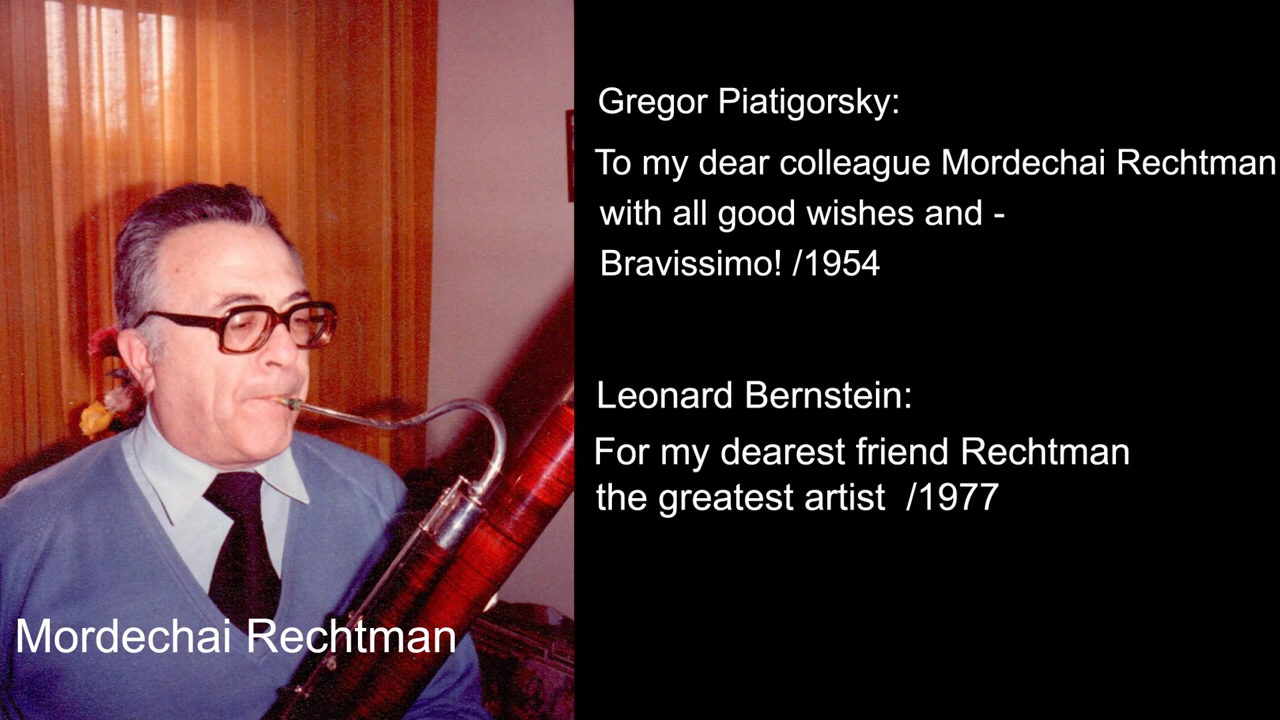 Gregor Piatigorsky:
To my dear colleague Mordechai Rechtman
with all good wishes and -
Bravissimo! /1954
Leonard Bernstein:
For my dearest friend Rechtman
the greatest artist /1977
Mordechai Rechtman